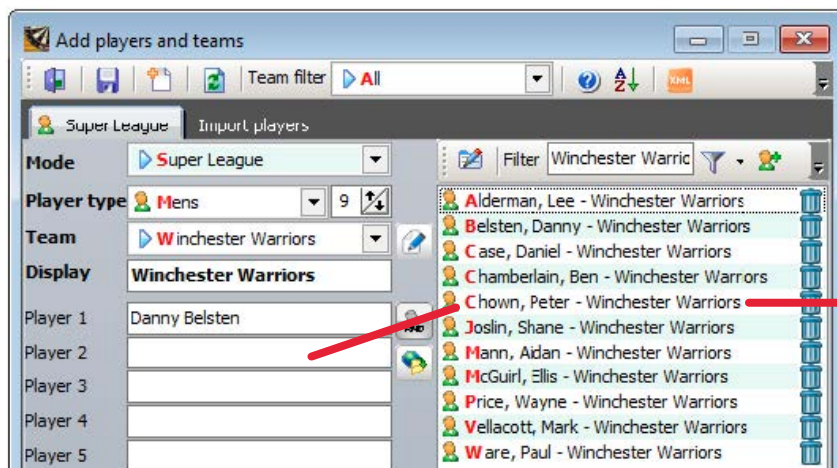 Add players and teams
Team filter All
Super League Import players
Mode Super League
Player type Mens 9
Team Winchester Warriors
Display Winchester Warriors
Player 1 Danny Belsten
Player 2
Player 3
Player 4
Player 5
Filter Winchester Warric
Alderman, Lee - Winchester Warriors
Belsten, Danny - Winchester Warriors
Case, Daniel - Winchester Warriors
Chamberlain, Ben - Winchester Warriors
Chown, Peter - Winchester Warriors
Joslin, Shane - Winchester Warriors
Mann, Aidan - Winchester Warriors
McGuirl, Ellis - Winchester Warriors
Price, Wayne - Winchester Warriors
Vellacott, Mark - Winchester Warriors
Ware, Paul - Winchester Warriors